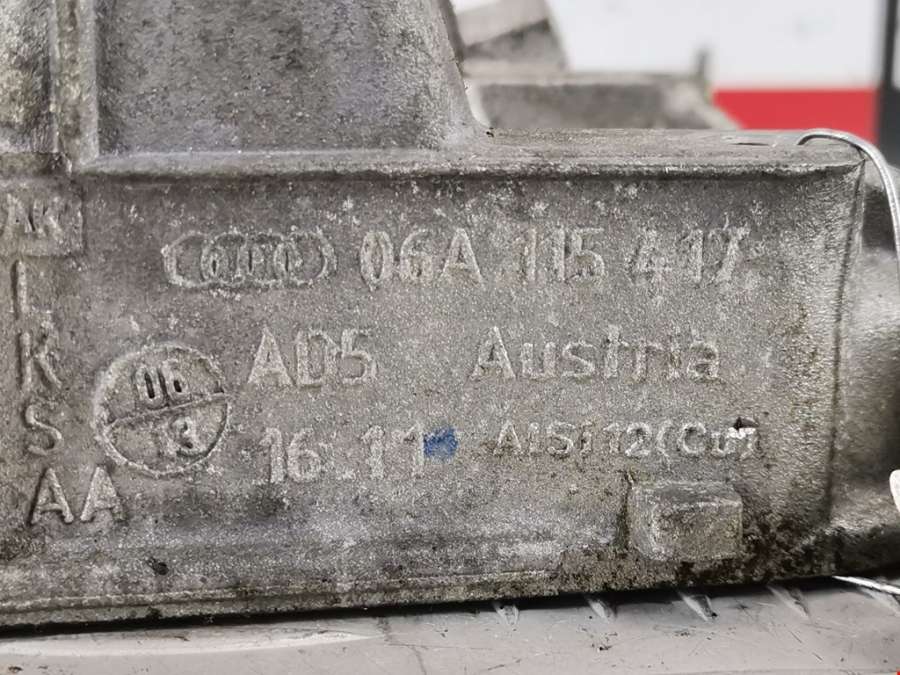 06A.115 417
AD5 Austria
06
13
16.11 AlSi12(Cu)
I
K
S
AA